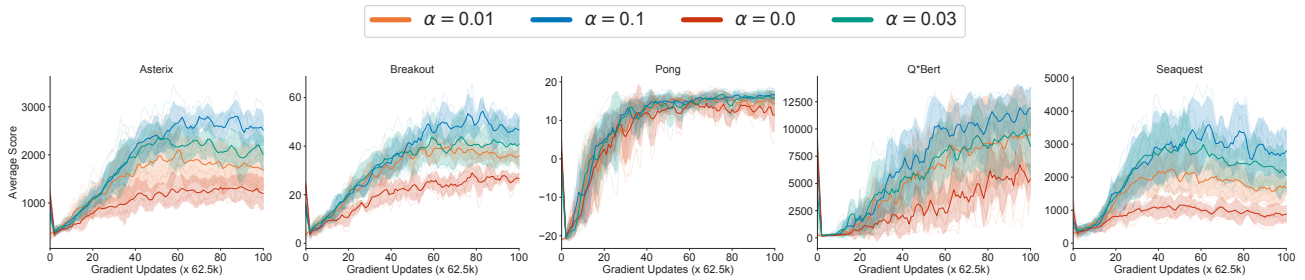 α = 0.01 α = 0.1 α = 0.0 α = 0.03
Asterix Breakout Pong Q*Bert Seaquest
Average Score
3000
2000
1000
0 20 40 60 80 100
Gradient Updates (x 62.5k)
60
40
20
0
0 20 40 60 80 100
Gradient Updates (x 62.5k)
20
10
0
−10
−20
0 20 40 60 80 100
Gradient Updates (x 62.5k)
12500
10000
7500
5000
2500
0
0 20 40 60 80 100
Gradient Updates (x 62.5k)
5000
4000
3000
2000
1000
0
0 20 40 60 80 100
Gradient Updates (x 62.5k)